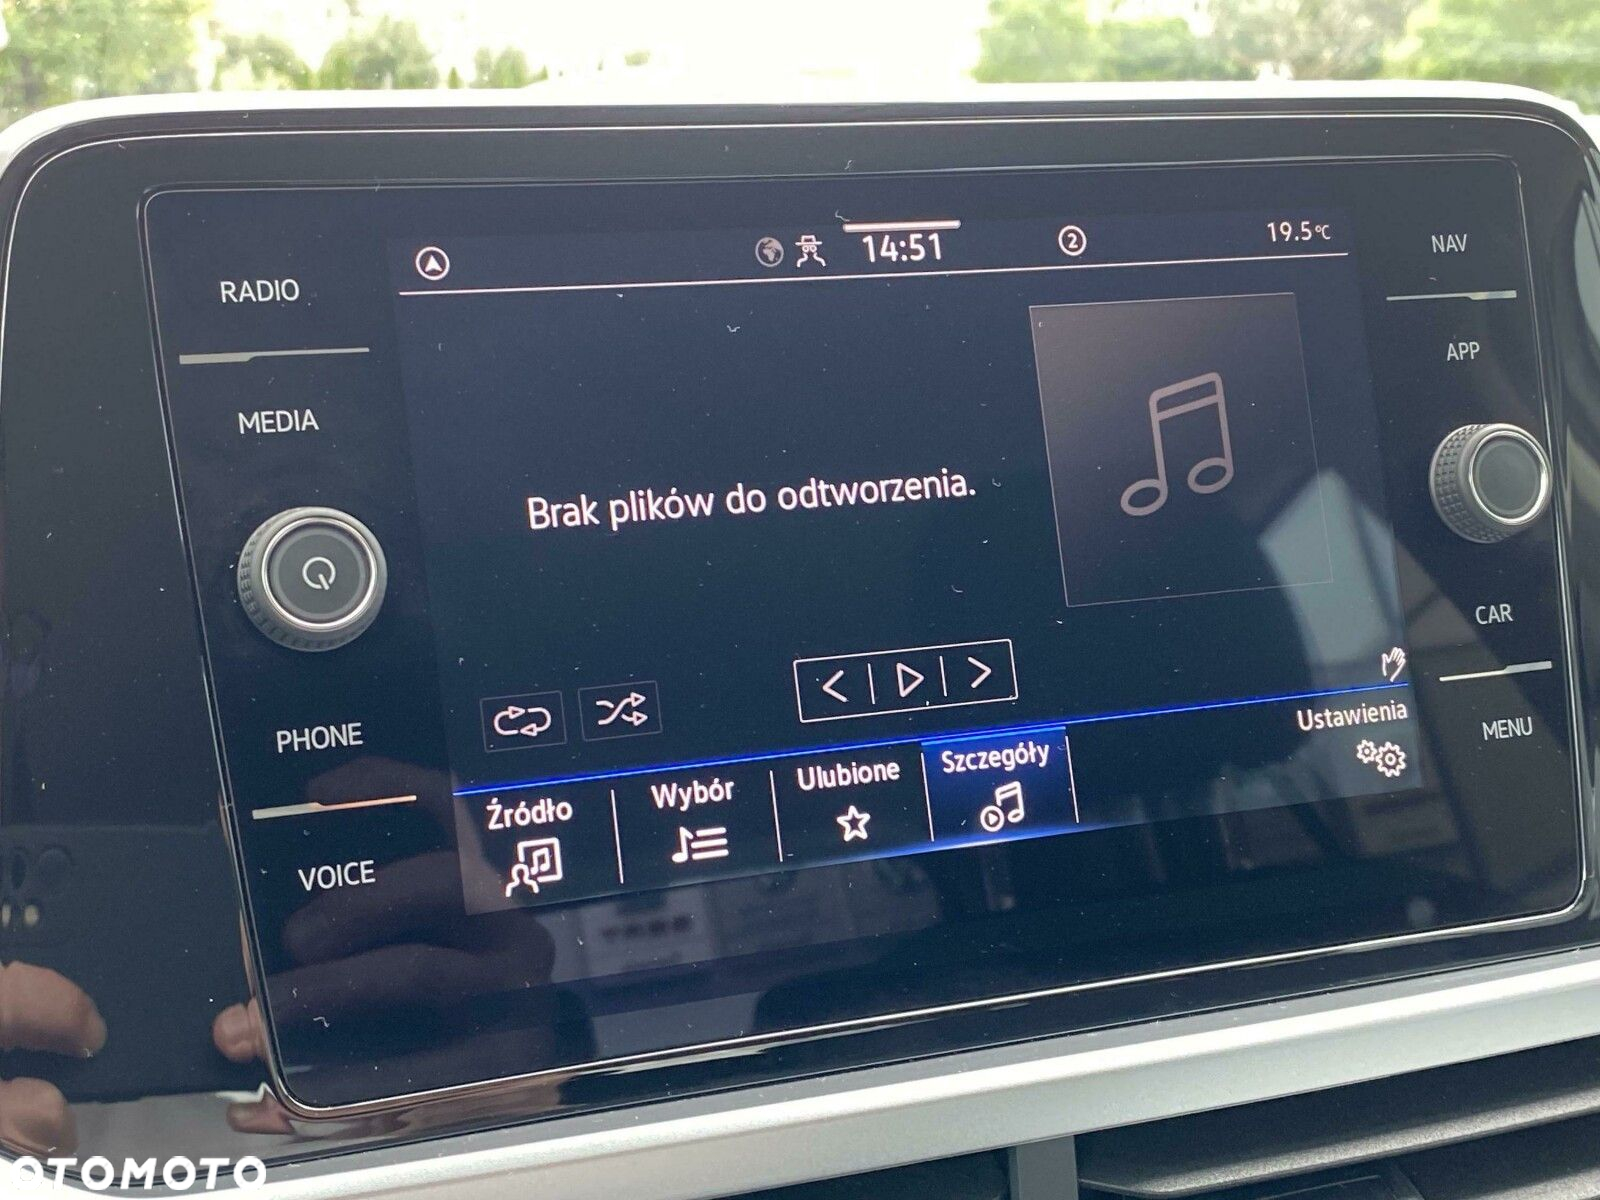 RADIO
MEDIA
PHONE
VOICE
14:51
2
19.5°C
Brak plików do odtworzenia.
Źródło
Wybór
Ulubione
Szczegóły
Ustawienia
NAV
APP
CAR
MENU
OTOMOTO